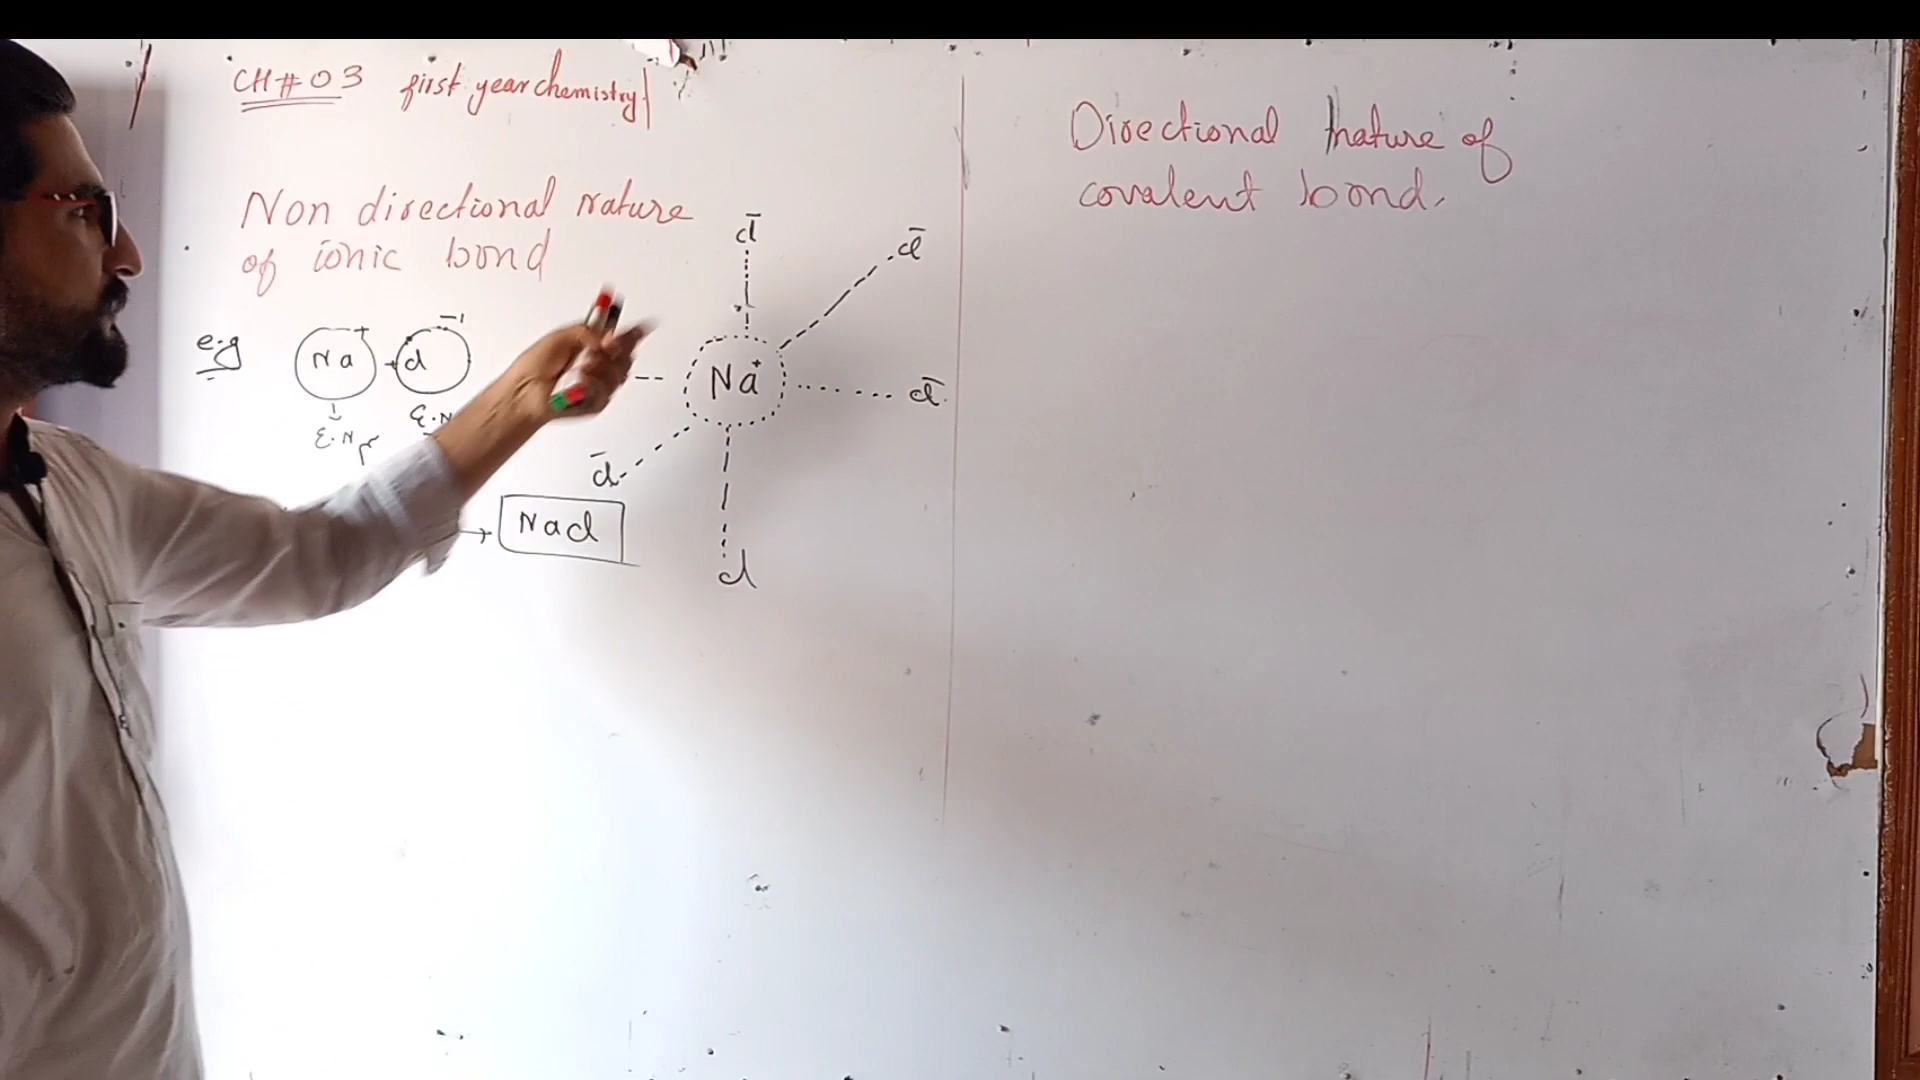 CH#03 first year chemistry
Non directional nature
of ionic bond
e.g
Na+ Cl-1
E.N
E.N
NaCl
Cl-
Cl-
Na+
Cl-
Cl-
Cl
Directional nature of
covalent bond.